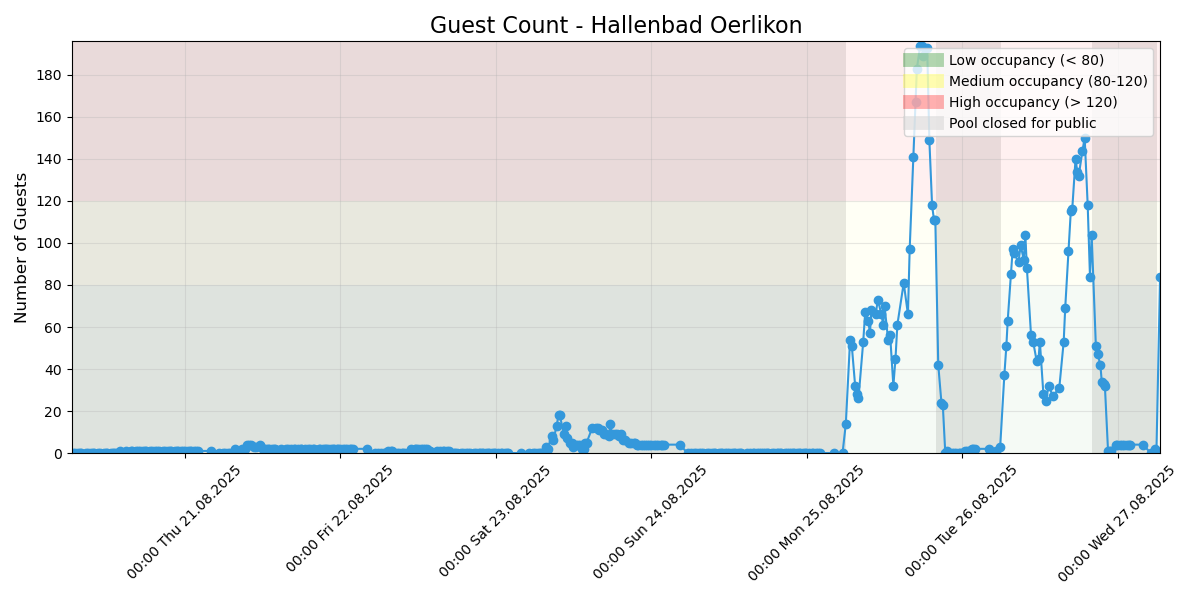 Guest Count - Hallenbad Oerlikon
Low occupancy (< 80)
Medium occupancy (80-120)
High occupancy (> 120)
Pool closed for public
Number of Guests
180
160
140
120
100
80
60
40
20
0
00:00 Thu 21.08.2025
00:00 Fri 22.08.2025
00:00 Sat 23.08.2025
00:00 Sun 24.08.2025
00:00 Mon 25.08.2025
00:00 Tue 26.08.2025
00:00 Wed 27.08.2025